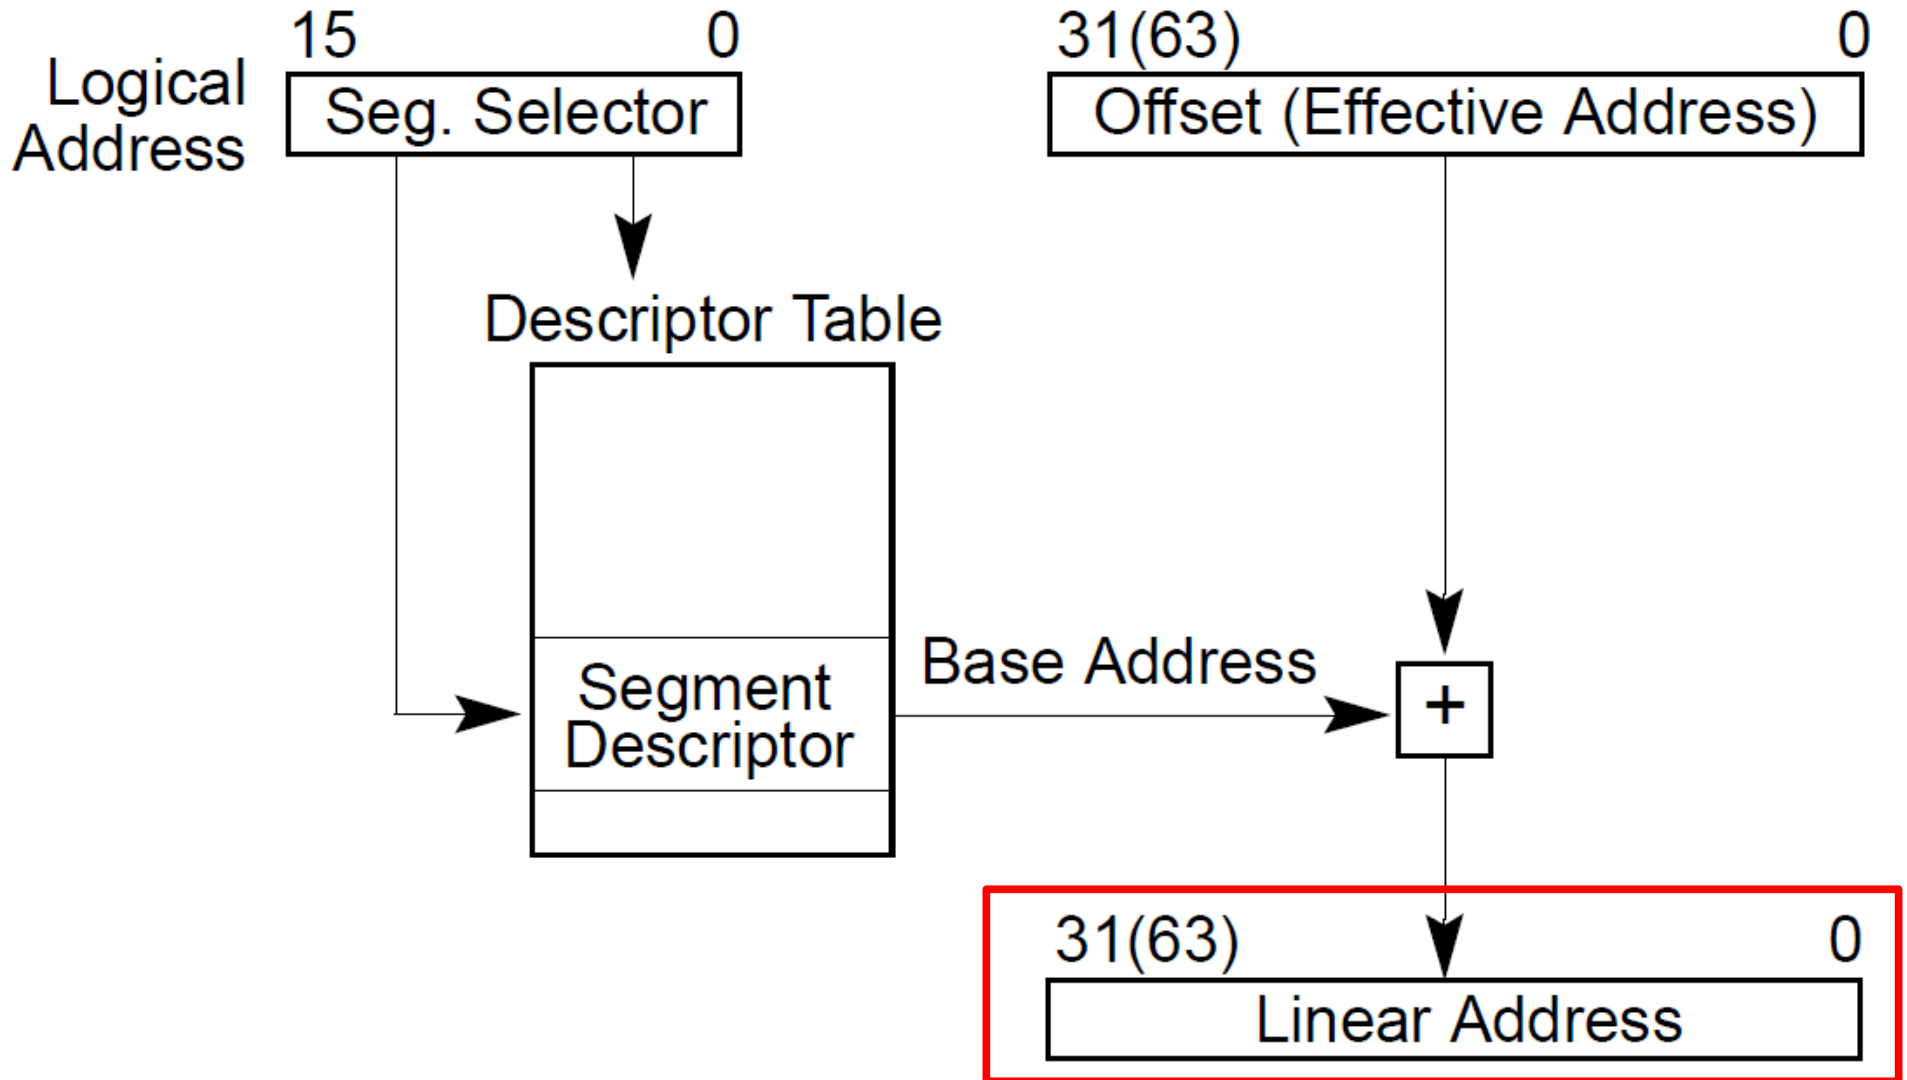 15 0
31(63) 0
Logical
Address
Seg. Selector
Offset (Effective Address)
Descriptor Table
Segment
Descriptor
Base Address
+
31(63) 0
Linear Address